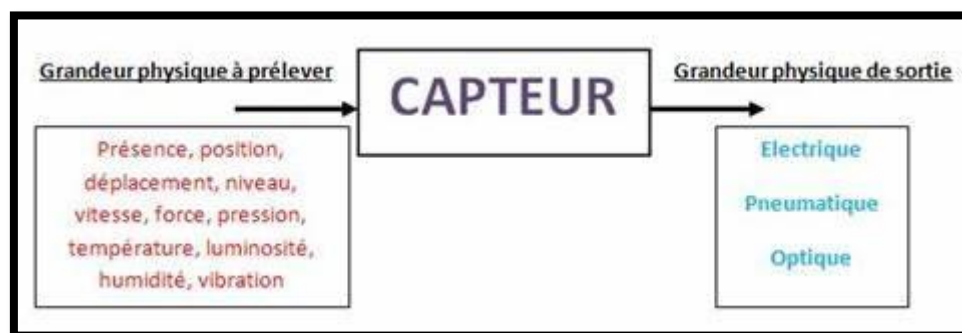 Grandeur physique à prélever
Présence, position,
déplacement, niveau,
vitesse, force, pression,
température, luminosité,
humidité, vibration
CAPTEUR
Grandeur physique de sortie
Electrique
Pneumatique
Optique